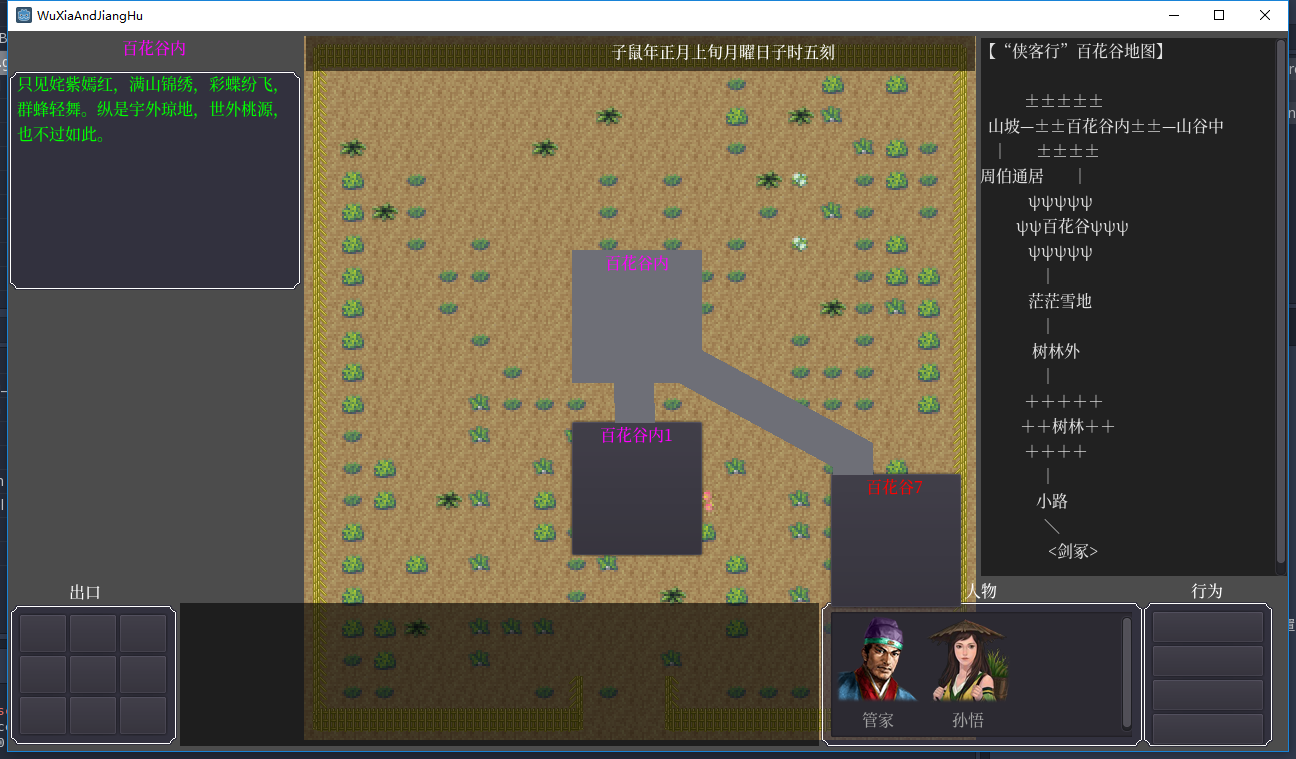 WuXiaAndJiangHu
百花谷内
只见姹紫嫣红，满山锦绣，彩蝶纷飞，
群蜂轻舞。纵是宇外琼地，世外桃源，
也不过如此。
子鼠年正月上旬月曜日子时五刻
百花谷内
百花谷内1
百花谷7
【“侠客行”百花谷地图】
±±±±±
山坡—±±百花谷内±±—山谷中
｜ ±±±±
周伯通居 ｜
ψψψψψ
ψψ百花谷ψψψ
ψψψψψ
｜
茫茫雪地
｜
树林外
｜
＋＋＋＋＋
＋＋树林＋＋
＋＋＋＋
｜
小路
＼
<剑冢>
出口
人物
行为
管家
孙悟